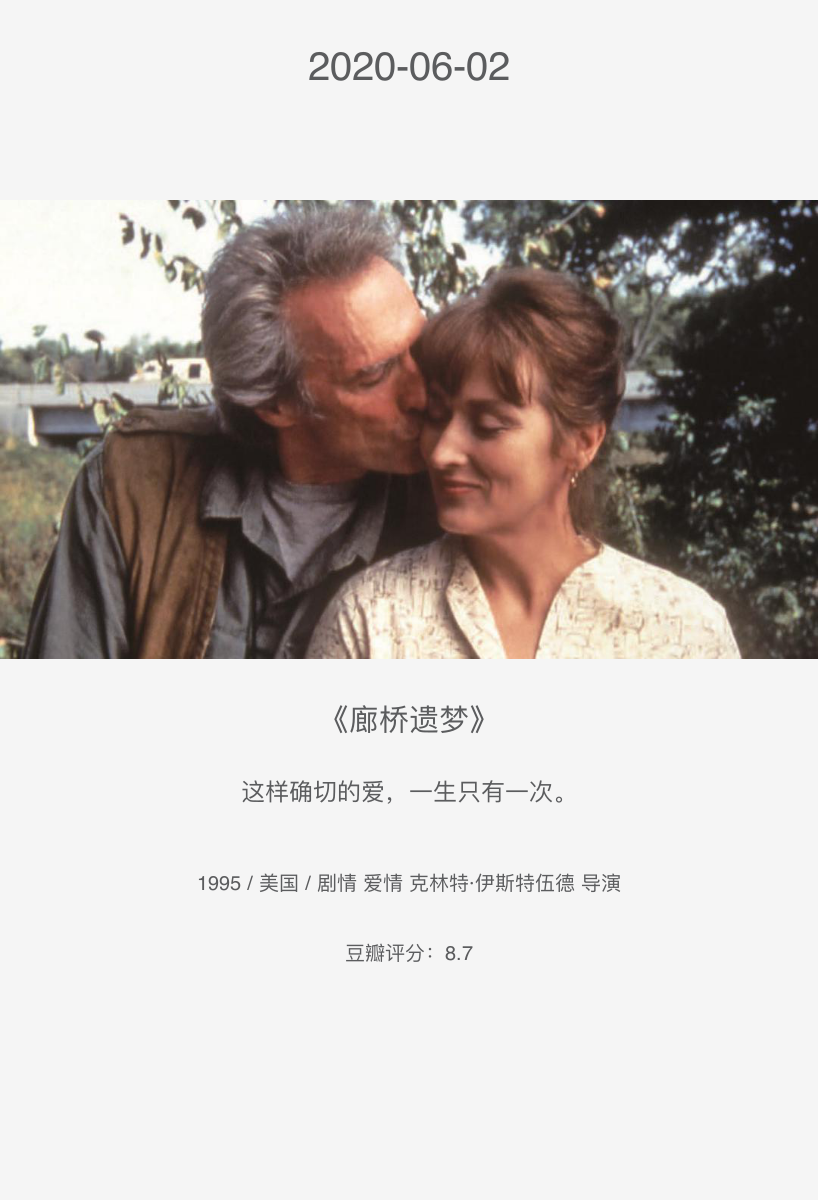 2020-06-02
《廊桥遗梦》
这样确切的爱，一生只有一次。
1995 / 美国 / 剧情 爱情 克林特·伊斯特伍德 导演
豆瓣评分：8.7